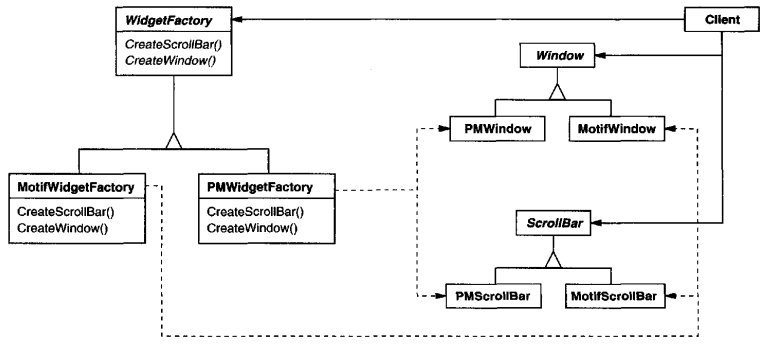 WidgetFactory
CreateScrollBar()
CreateWindow()
Client
Window
PMWindow
MotifWindow
MotifWidgetFactory
CreateScrollBar()
CreateWindow()
PMWidgetFactory
CreateScrollBar()
CreateWindow()
ScrollBar
PMScrollBar
MotifScrollBar